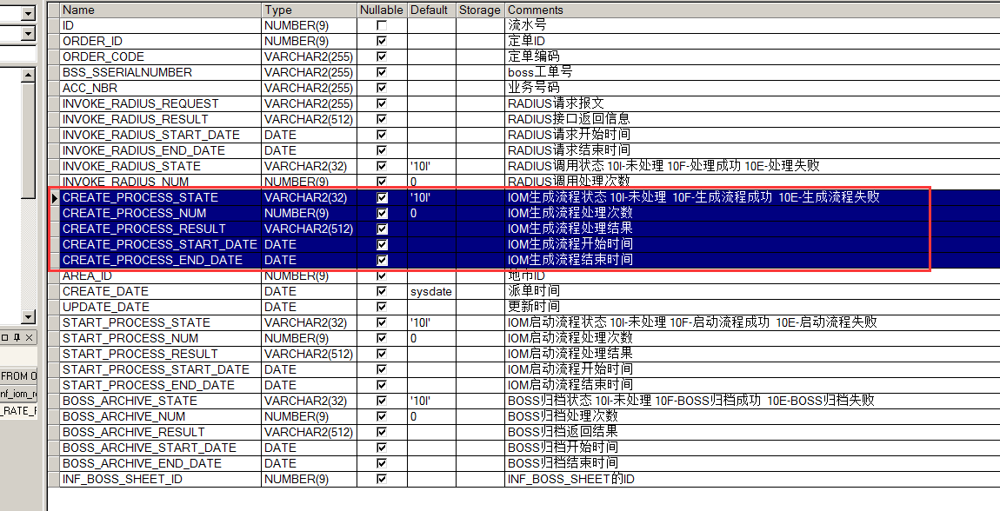 Name Type Nullable Default Storage Comments
ID NUMBER(9) 流水号
ORDER_ID NUMBER(9) 定单ID
ORDER_CODE VARCHAR2(255) 定单编码
BSS_SSERIALNUMBER VARCHAR2(255) boss工单号
ACC_NBR VARCHAR2(255) 业务号码
INVOKE_RADIUS_REQUEST VARCHAR2(255) RADIUS请求报文
INVOKE_RADIUS_RESULT VARCHAR2(512) RADIUS接口返回信息
INVOKE_RADIUS_START_DATE DATE RADIUS请求开始时间
INVOKE_RADIUS_END_DATE DATE RADIUS请求结束时间
INVOKE_RADIUS_STATE VARCHAR2(32) '10I' RADIUS调用状态 10I-未处理 10F-处理成功 10E-处理失败
INVOKE_RADIUS_NUM NUMBER(9) 0 RADIUS调用处理次数
CREATE_PROCESS_STATE VARCHAR2(32) '10I' IOM生成流程状态 10I-未处理 10F-生成流程成功 10E-生成流程失败
CREATE_PROCESS_NUM NUMBER(9) 0 IOM生成流程处理次数
CREATE_PROCESS_RESULT VARCHAR2(512) IOM生成流程处理结果
CREATE_PROCESS_START_DATE DATE IOM生成流程开始时间
CREATE_PROCESS_END_DATE DATE IOM生成流程结束时间
AREA_ID NUMBER(9) 地市ID
CREATE_DATE DATE sysdate 派单时间
UPDATE_DATE DATE 更新时间
START_PROCESS_STATE VARCHAR2(32) '10I' IOM启动流程状态 10I-未处理 10F-启动流程成功 10E-启动流程失败
START_PROCESS_NUM NUMBER(9) 0 IOM启动流程处理次数
START_PROCESS_RESULT VARCHAR2(512) IOM启动流程处理结果
START_PROCESS_START_DATE DATE IOM启动流程开始时间
START_PROCESS_END_DATE DATE IOM启动流程结束时间
BOSS_ARCHIVE_STATE VARCHAR2(32) '10I' BOSS归档状态 10I-未处理 10F-BOSS归档成功 10E-BOSS归档失败
BOSS_ARCHIVE_NUM NUMBER(9) 0 BOSS归档处理次数
BOSS_ARCHIVE_RESULT VARCHAR2(512) BOSS归档返回结果
BOSS_ARCHIVE_START_DATE DATE BOSS归档开始时间
BOSS_ARCHIVE_END_DATE DATE BOSS归档结束时间
INF_BOSS_SHEET_ID NUMBER(9) INF_BOSS_SHEET的ID
FROM
nf_iom_r
_RATE_